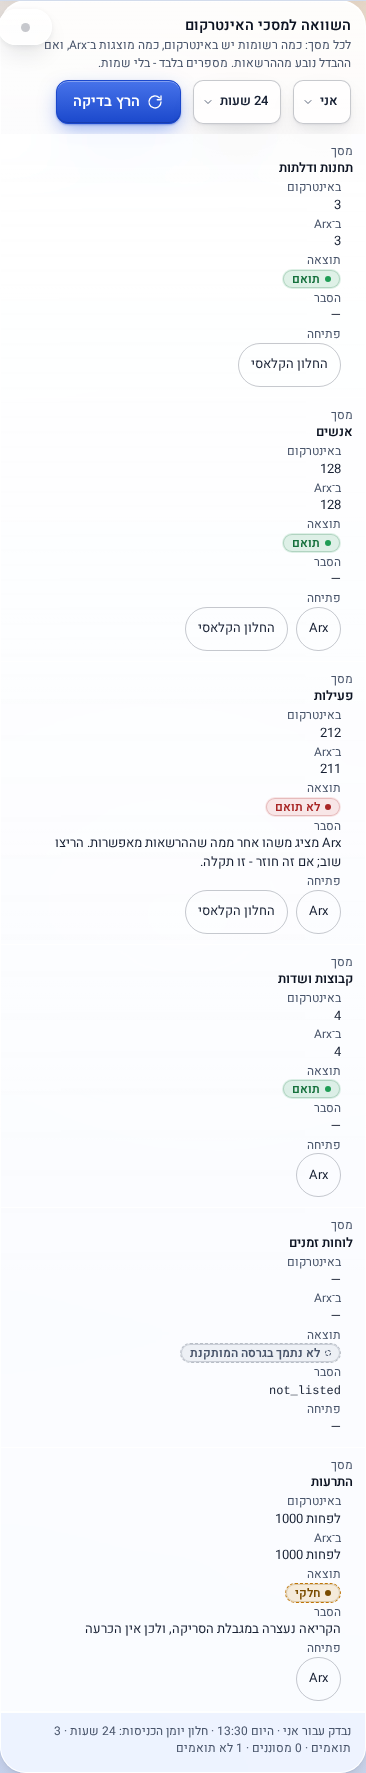 השוואה למסכי האינטרקום
לכל מסך: כמה רשומות יש באינטרקום, כמה מוצגות ב־Arx, ואם
ההבדל נובע מההרשאות. מספרים בלבד - בלי שמות.
אני
24 שעות
הרץ בדיקה
מסך
תחנות ודלתות
באינטרקום
3
ב־Arx
3
תוצאה
תואם
הסבר
—
פתיחה
החלון הקלאסי
מסך
אנשים
באינטרקום
128
ב־Arx
128
תוצאה
תואם
הסבר
—
פתיחה
Arx
החלון הקלאסי
מסך
פעילות
באינטרקום
212
ב־Arx
211
תוצאה
לא תואם
הסבר
Arx מציג משהו אחר ממה שההרשאות מאפשרות. הריצו
שוב; אם זה חוזר - זו תקלה.
פתיחה
Arx
החלון הקלאסי
מסך
קבוצות ושדות
באינטרקום
4
ב־Arx
4
תוצאה
תואם
הסבר
—
פתיחה
Arx
מסך
לוחות זמנים
באינטרקום
—
ב־Arx
—
תוצאה
לא נתמך בגרסה המותקנת
הסבר
not_listed
פתיחה
—
מסך
התרעות
באינטרקום
לפחות 1000
ב־Arx
לפחות 1000
תוצאה
חלקי
הסבר
הקריאה נעצרה במגבלת הסריקה, ולכן אין הכרעה
פתיחה
Arx
נבדק עבור אני · היום 13:30 · חלון יומן הכניסות: 24 שעות · 3
תואמים · 0 מסוננים · 1 לא תואמים